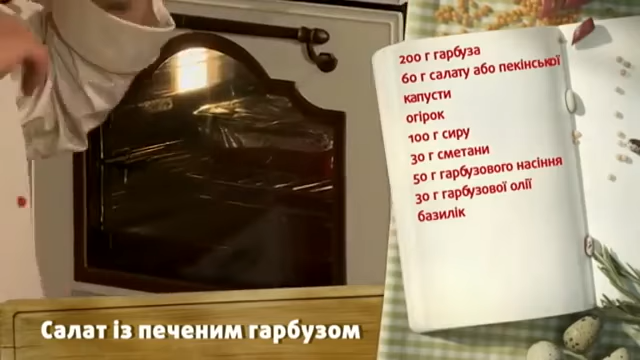 200 г гарбуза
60 г салату або пекінської
капусти
огірок
100 г сиру
30 г сметани
50 г гарбузового насіння
30 г гарбузової олії
базилік
Салат із печеним гарбузом